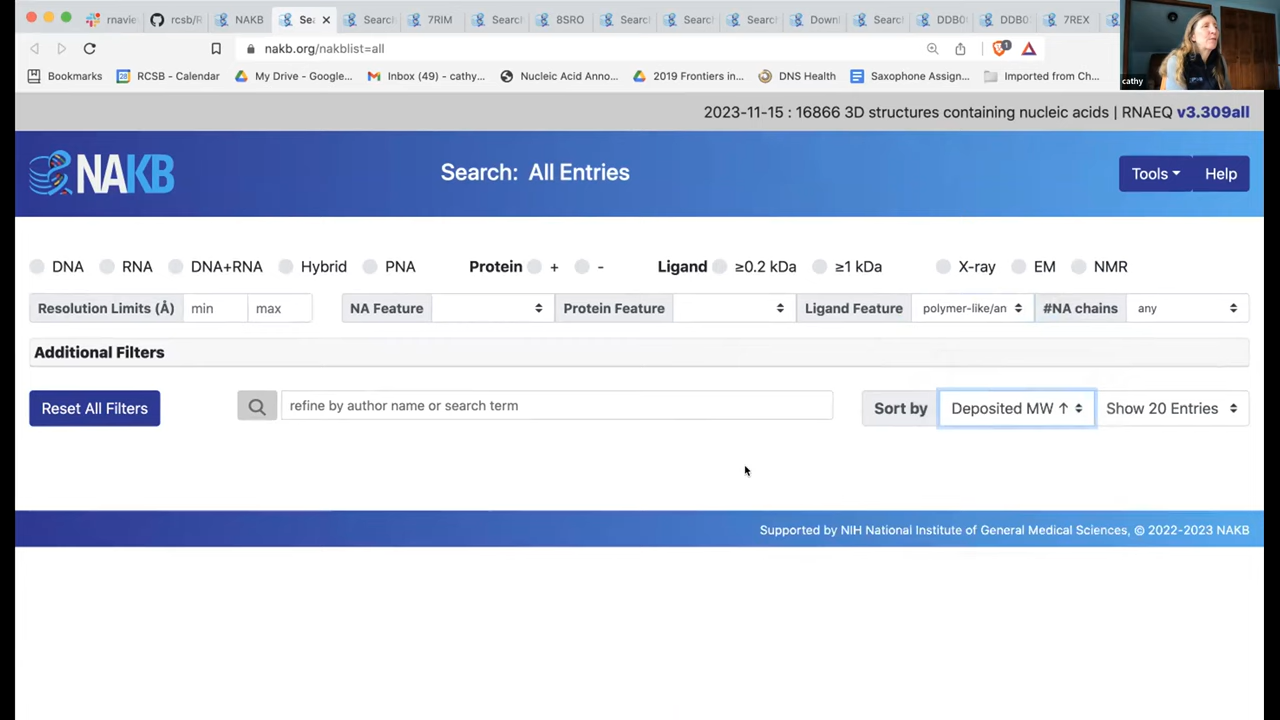 rnavie
rcsb/R
NAKB
Se
Search
7RIM
Search
8SRO
Search
Search
Search
Downl
Search
DDB0
DDB0
7REX
nakb.org/nakblist=all
1
cathy
Bookmarks
RCSB - Calendar
My Drive - Google...
Inbox (49) - cathy...
Nucleic Acid Anno...
2019 Frontiers in...
DNS Health
Saxophone Assign...
Imported from Ch...
2023-11-15 : 16866 3D structures containing nucleic acids | RNAEQ v3.309all
NAKB
Search: All Entries
Tools
Help
DNA RNA DNA+RNA Hybrid PNA Protein + - Ligand ≥0.2 kDa ≥1 kDa X-ray EM NMR
Resolution Limits (Å) min max NA Feature Protein Feature Ligand Feature polymer-like/an #NA chains any
Additional Filters
Reset All Filters
refine by author name or search term
Sort by Deposited MW ↑ Show 20 Entries
Supported by NIH National Institute of General Medical Sciences, © 2022-2023 NAKB